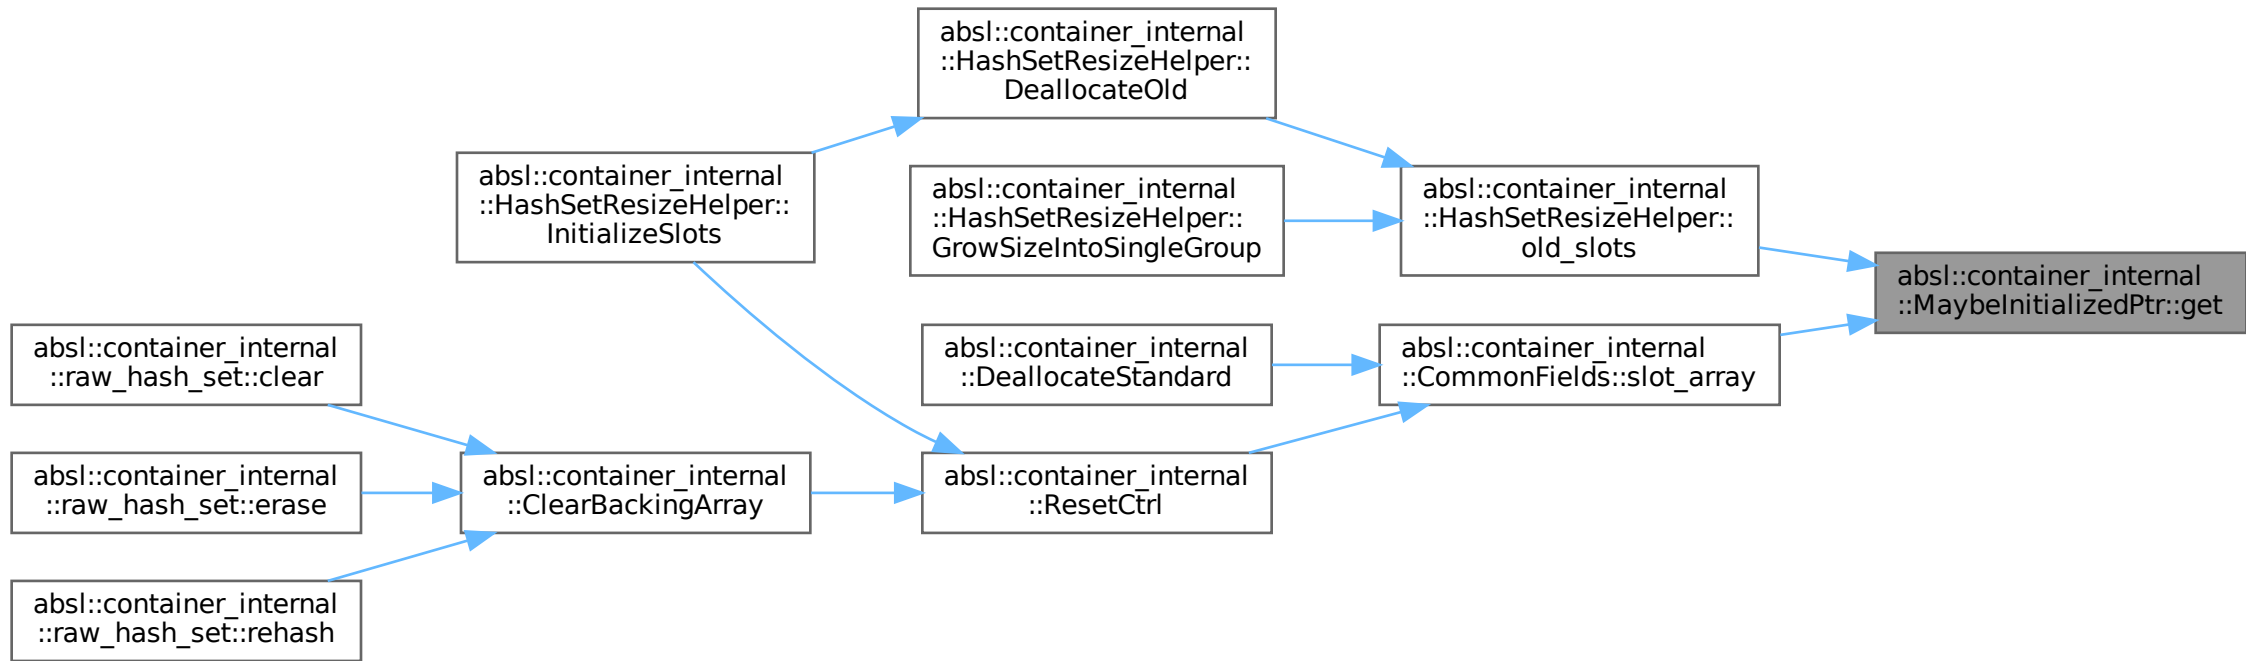 absl::container_internal
::HashSetResizeHelper::
DeallocateOld
absl::container_internal
::HashSetResizeHelper::
InitializeSlots
absl::container_internal
::HashSetResizeHelper::
GrowSizeIntoSingleGroup
absl::container_internal
::HashSetResizeHelper::
old_slots
absl::container_internal
::MaybeInitializedPtr::get
absl::container_internal
::raw_hash_set::clear
absl::container_internal
::DeallocateStandard
absl::container_internal
::CommonFields::slot_array
absl::container_internal
::raw_hash_set::erase
absl::container_internal
::ClearBackingArray
absl::container_internal
::ResetCtrl
absl::container_internal
::raw_hash_set::rehash